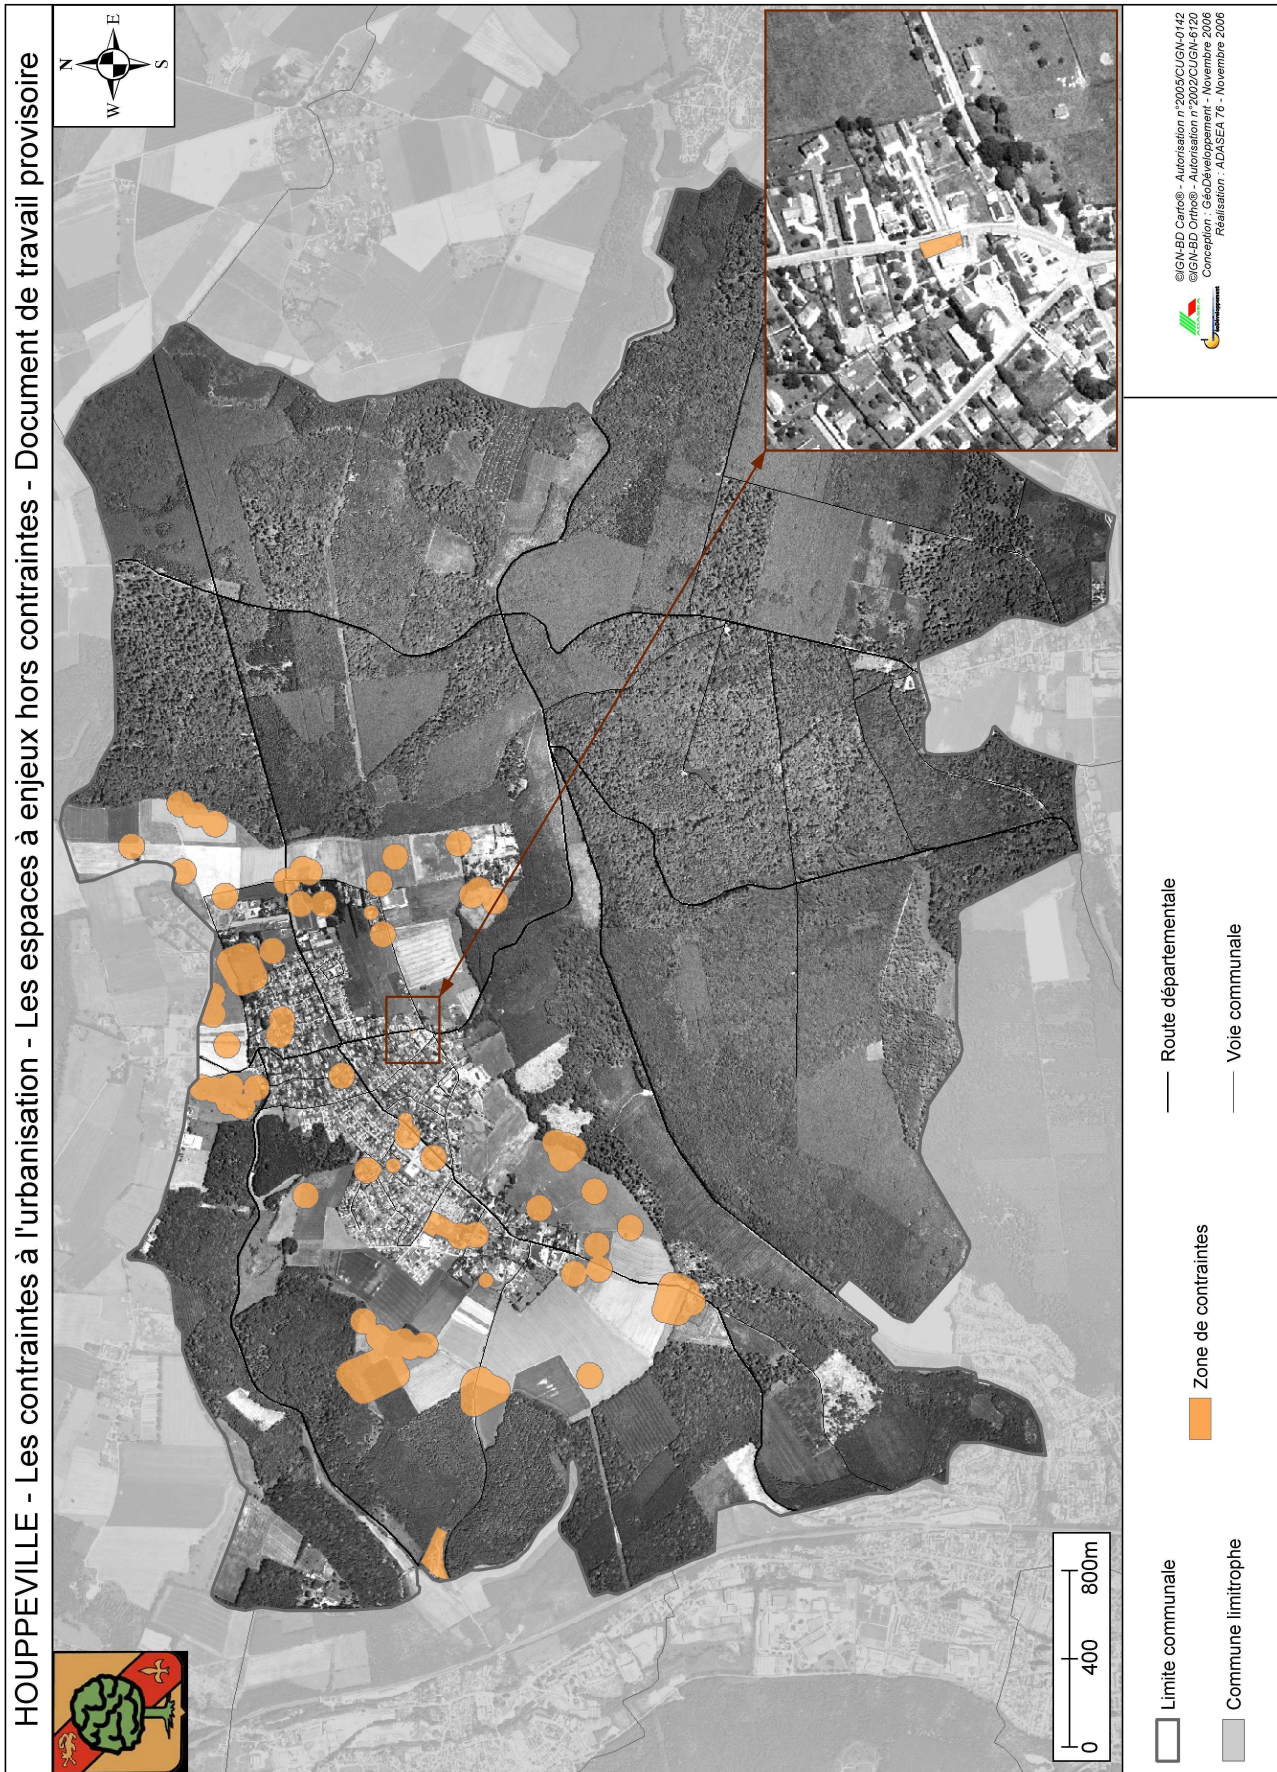 HOUPPEVILLE - Les contraintes à l'urbanisation - Les espaces à enjeux hors contraintes - Document de travail provisoire
N
W E
S
0 400 800m
Limite communale
Commune limitrophe
Zone de contraintes
Route départementale
Voie communale
©IGN-BD Carto® - Autorisation n°2005/CUGN-0142
©IGN-BD Ortho® - Autorisation n°2002/CUGN-6120
Conception : GéoDéveloppement - Novembre 2006
Réalisation : ADASEA 76 - Novembre 2006
ADASEA